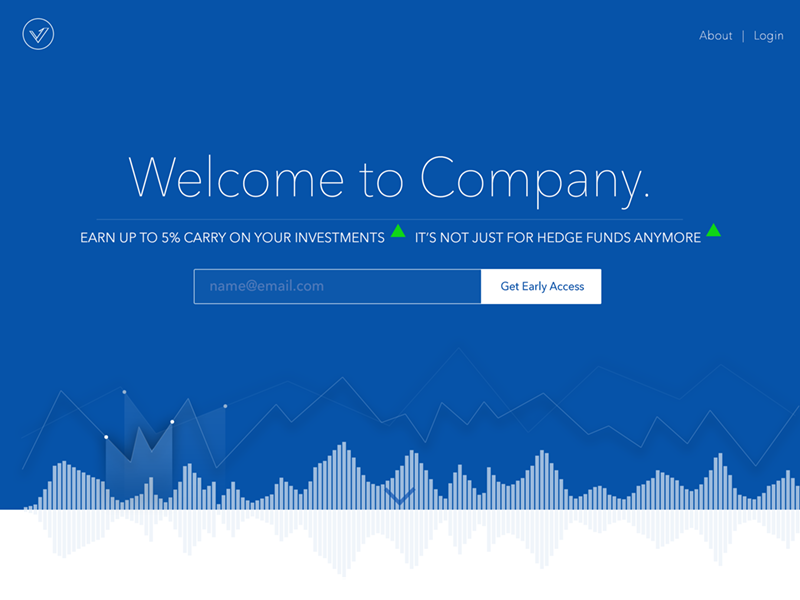 About | Login
Welcome to Company.
EARN UP TO 5% CARRY ON YOUR INVESTMENTS IT'S NOT JUST FOR HEDGE FUNDS ANYMORE
name@email.com Get Early Access